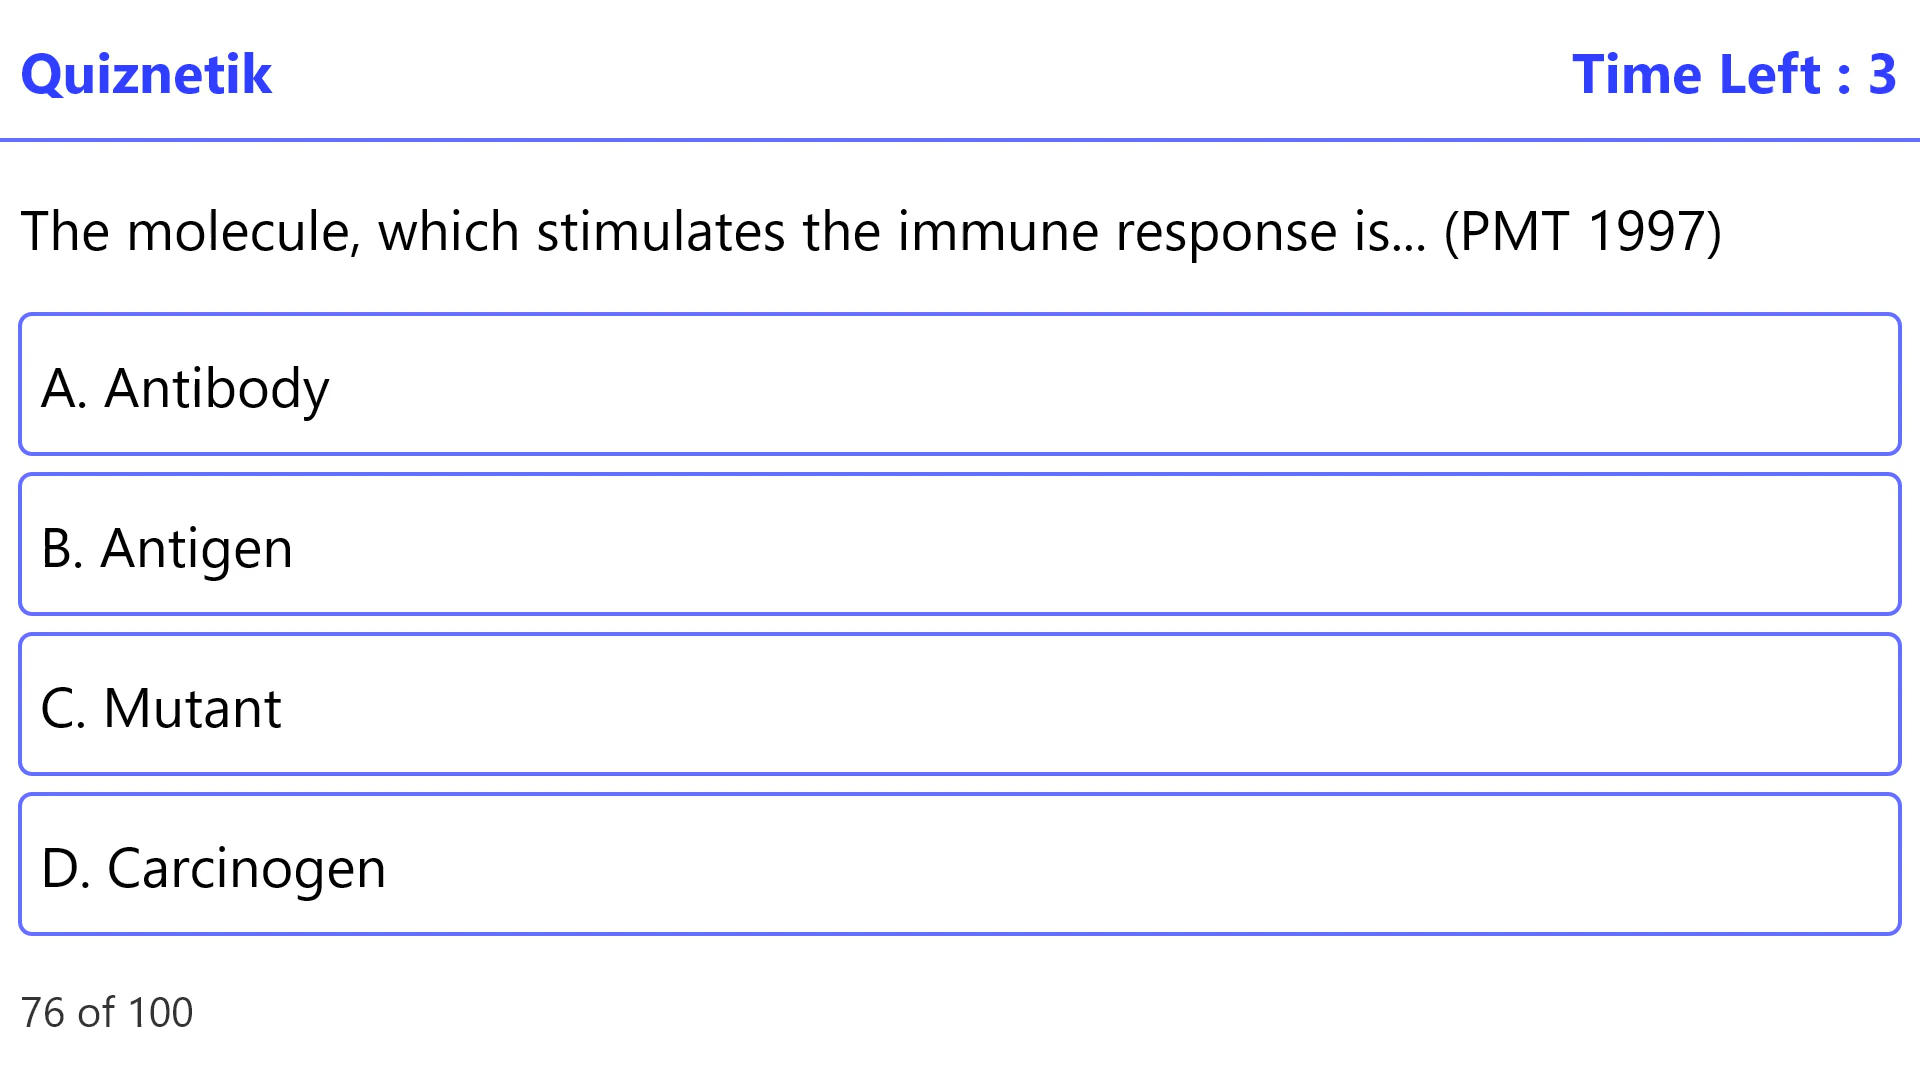 Quiznetik
Time Left : 3
The molecule, which stimulates the immune response is... (PMT 1997)
A. Antibody
B. Antigen
C. Mutant
D. Carcinogen
76 of 100